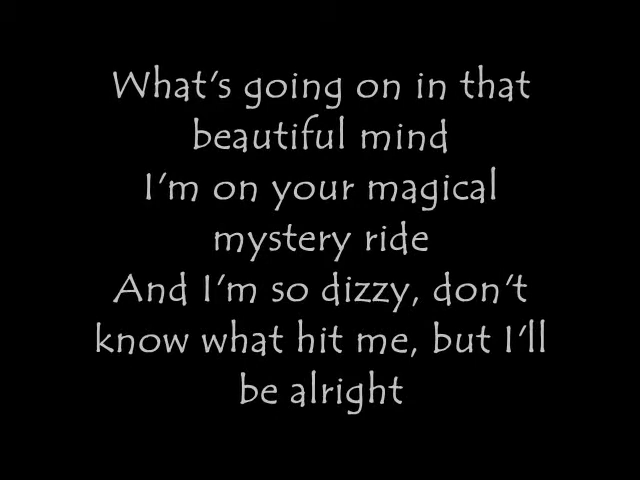 What's going on in that
beautiful mind
I'm on your magical
mystery ride
And I'm so dizzy, don't
know what hit me, but I'll
be alright